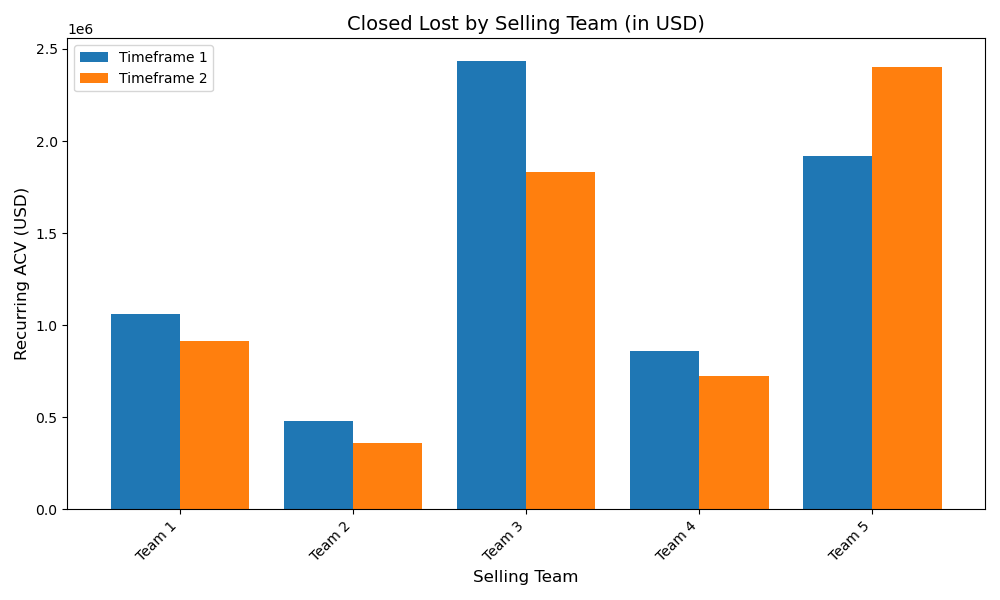 Closed Lost by Selling Team (in USD)
1e6
Timeframe 1
Timeframe 2
2.5
2.0
1.5
1.0
0.5
0.0
Recurring ACV (USD)
Team 1
Team 2
Team 3
Team 4
Team 5
Selling Team